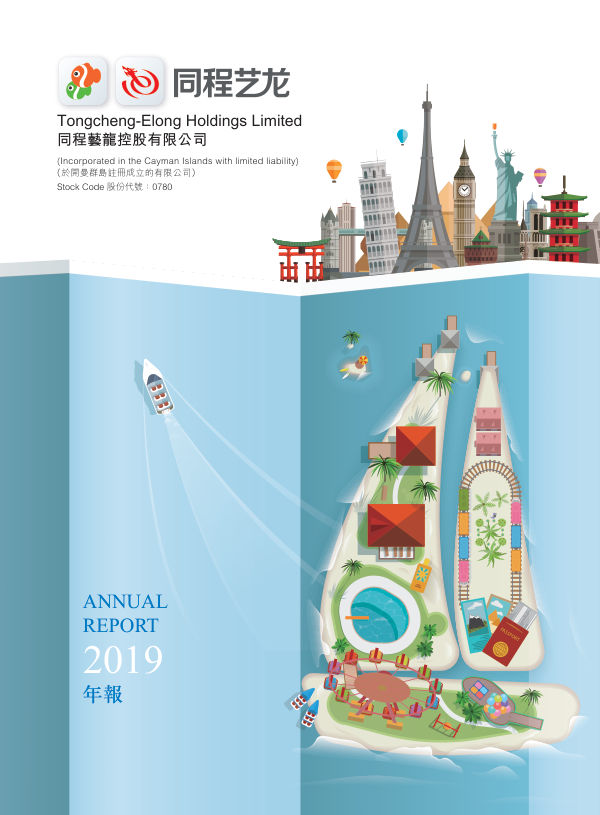 同程艺龙
Tongcheng-Elong Holdings Limited
同程藝龍控股有限公司
(Incorporated in the Cayman Islands with limited liability)
(於開曼群島註冊成立的有限公司)
Stock Code 股份代號：0780
PASSPORT
ANNUAL
REPORT
2019
年報